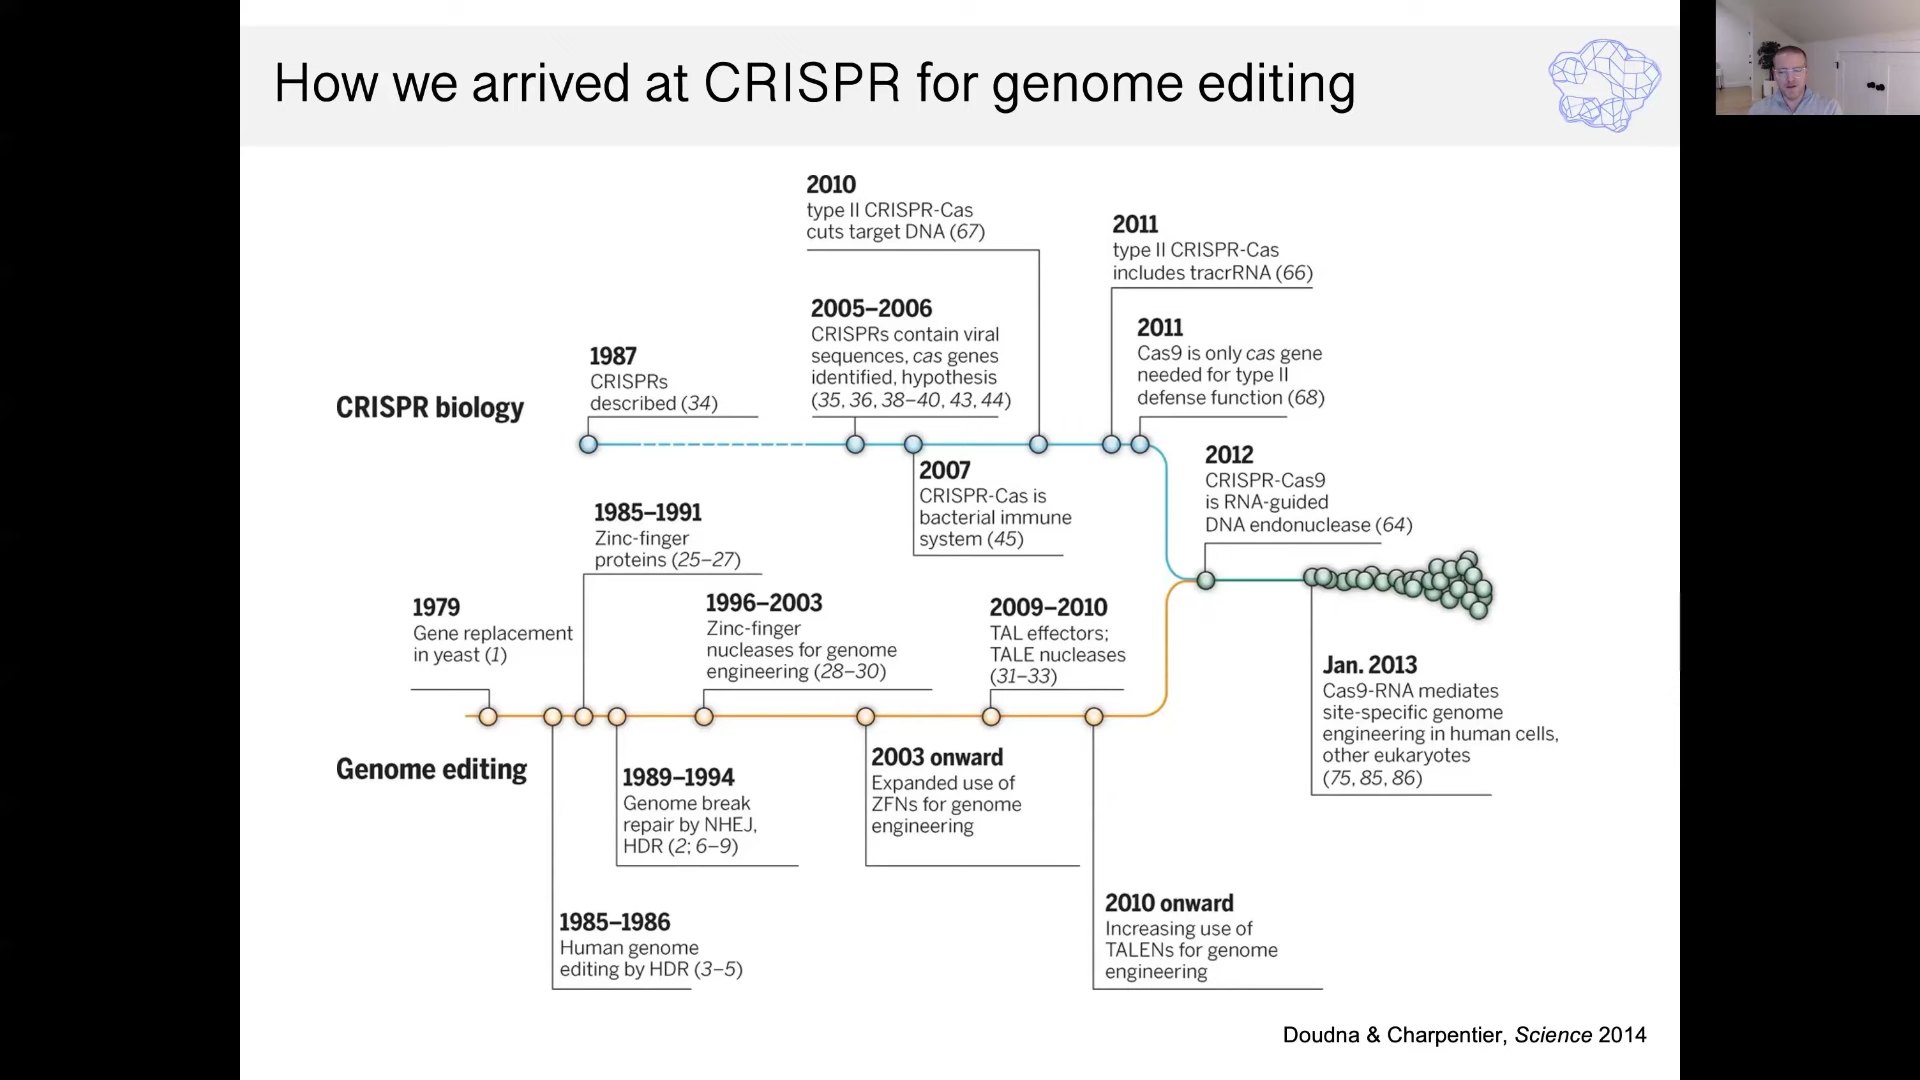 How we arrived at CRISPR for genome editing
2010
type II CRISPR-Cas
cuts target DNA (67)
2011
type II CRISPR-Cas
includes tracrRNA (66)
2005–2006
CRISPRs contain viral
sequences, cas genes
identified, hypothesis
(35, 36, 38–40, 43, 44)
2011
Cas9 is only cas gene
needed for type II
defense function (68)
1987
CRISPRs
described (34)
CRISPR biology
2007
CRISPR-Cas is
bacterial immune
system (45)
2012
CRISPR-Cas9
is RNA-guided
DNA endonuclease (64)
1985–1991
Zinc-finger
proteins (25–27)
1979
Gene replacement
in yeast (1)
1996–2003
Zinc-finger
nucleases for genome
engineering (28–30)
2009–2010
TAL effectors;
TALE nucleases
(31–33)
Jan. 2013
Cas9-RNA mediates
site-specific genome
engineering in human cells,
other eukaryotes
(75, 85, 86)
Genome editing
1989–1994
Genome break
repair by NHEJ,
HDR (2; 6–9)
2003 onward
Expanded use of
ZFNs for genome
engineering
1985–1986
Human genome
editing by HDR (3–5)
2010 onward
Increasing use of
TALENs for genome
engineering
Doudna & Charpentier, Science 2014